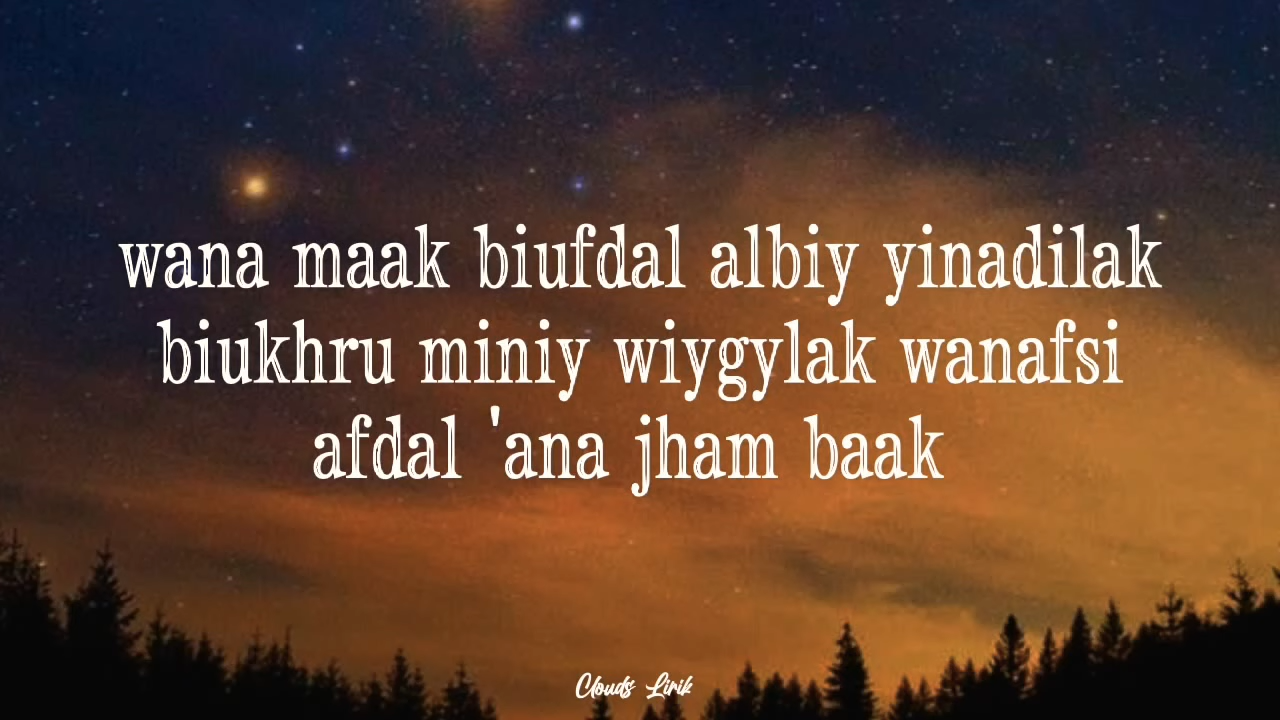 wana maak biufdal albiy yinadilak
biukhru miniy wiygylak wanafsi
afdal 'ana jham baak
Clouds Lirik